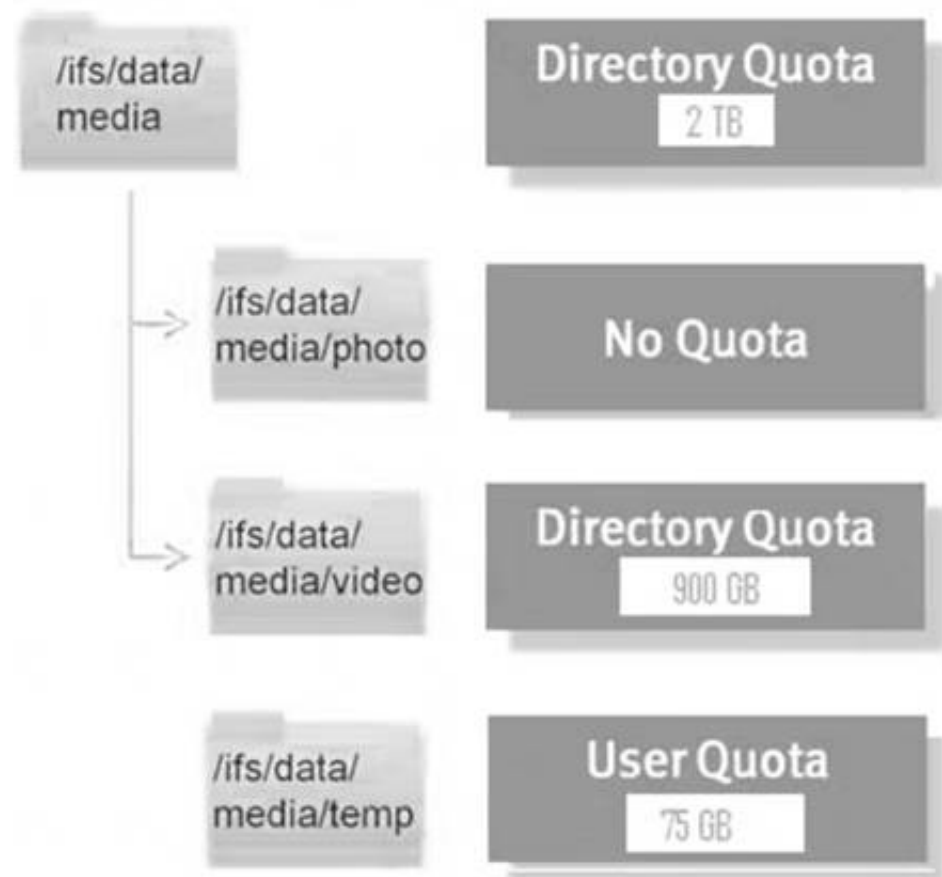 /ifs/data/
media
Directory Quota
2 TB
/ifs/data/
media/photo
No Quota
/ifs/data/
media/video
Directory Quota
900 GB
/ifs/data/
media/temp
User Quota
75 GB